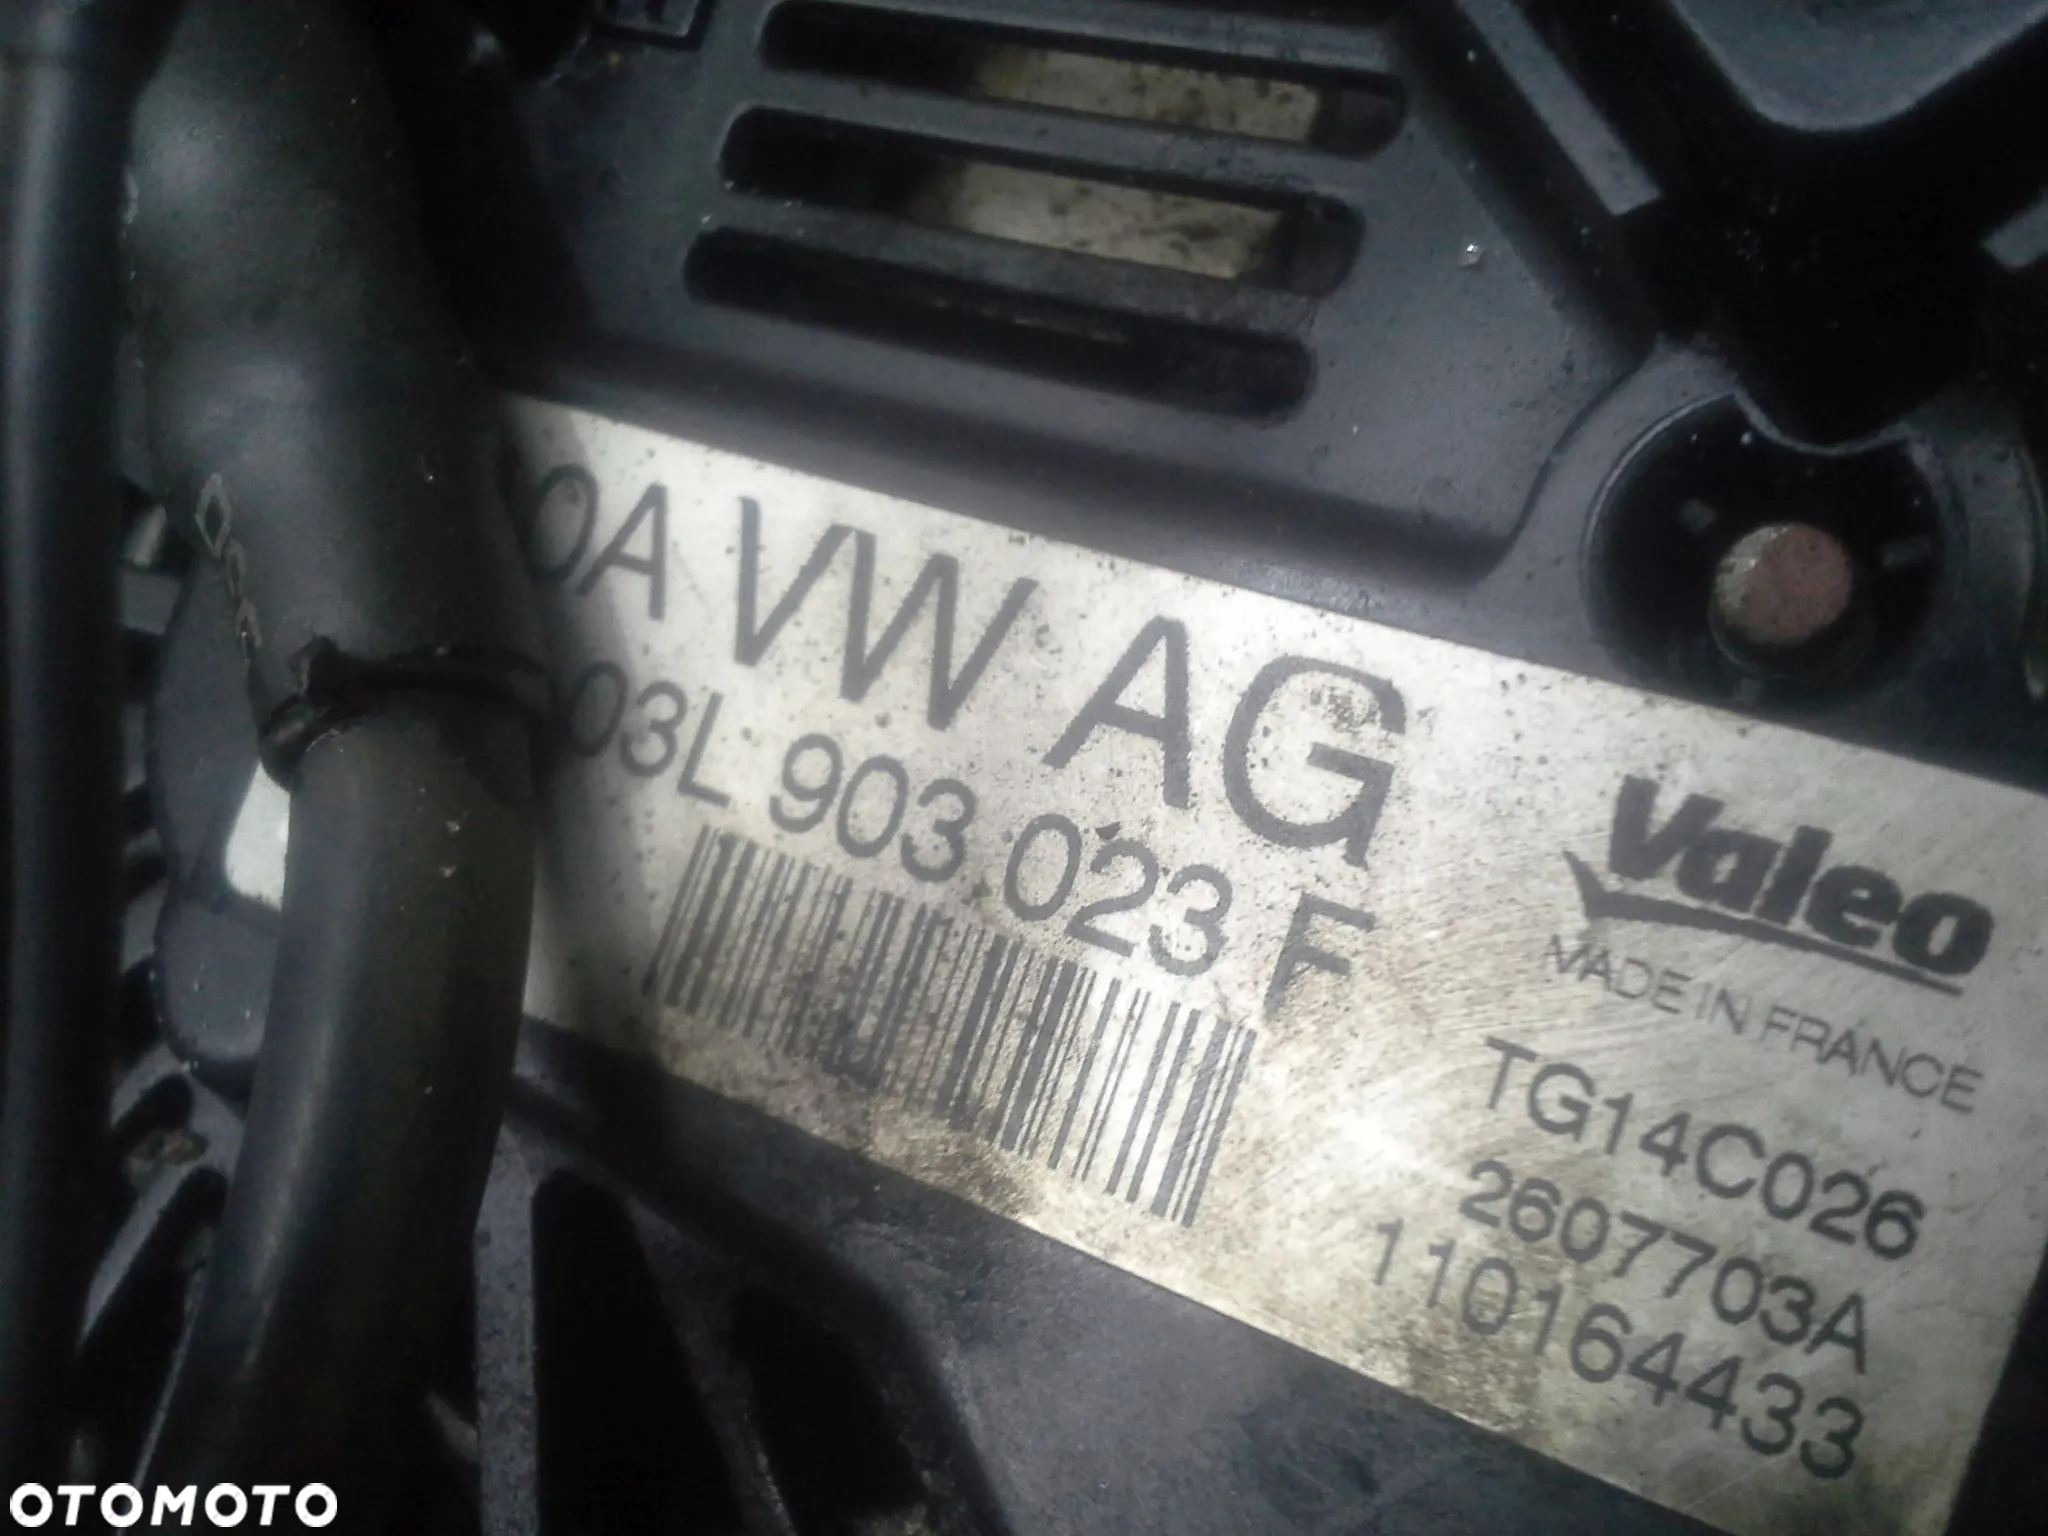 0A VW AG
03L 903 023 F
Valeo
MADE IN FRANCE
TG14C026
2607703A
110164433
OTOMOTO